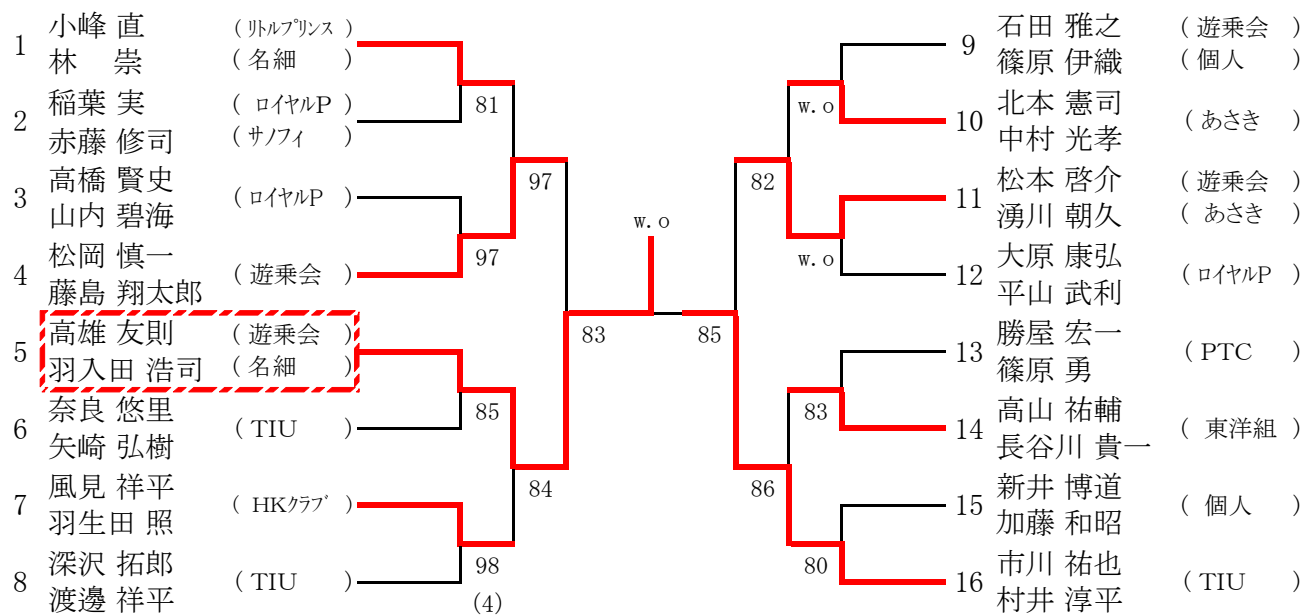 1 小峰 直 (リトルプリンス)
林 崇 (名細)
2 稲葉 実 (ロイヤルP)
赤藤 修司 (サノフィ)
3 高橋 賢史 (ロイヤルP)
山内 碧海
4 松岡 慎一 (遊乗会)
藤島 翔太郎
5 高雄 友則 (遊乗会)
羽入田 浩司 (名細)
6 奈良 悠里 (TIU)
矢崎 弘樹
7 風見 祥平 (HKクラブ)
羽生田 照
8 深沢 拓郎 (TIU)
渡邊 祥平
81
97
85
98
(4)
97
84
83
w.o
85
82
86
w.o
w.o
83
80
9 石田 雅之 (遊乗会)
篠原 伊織 (個人)
10 北本 憲司 (あさき)
中村 光孝
11 松本 啓介 (遊乗会)
湧川 朝久 (あさき)
12 大原 康弘 (ロイヤルP)
平山 武利
13 勝屋 宏一 (PTC)
篠原 勇
14 高山 祐輔 (東洋組)
長谷川 貴一
15 新井 博道 (個人)
加藤 和昭
16 市川 祐也 (TIU)
村井 淳平